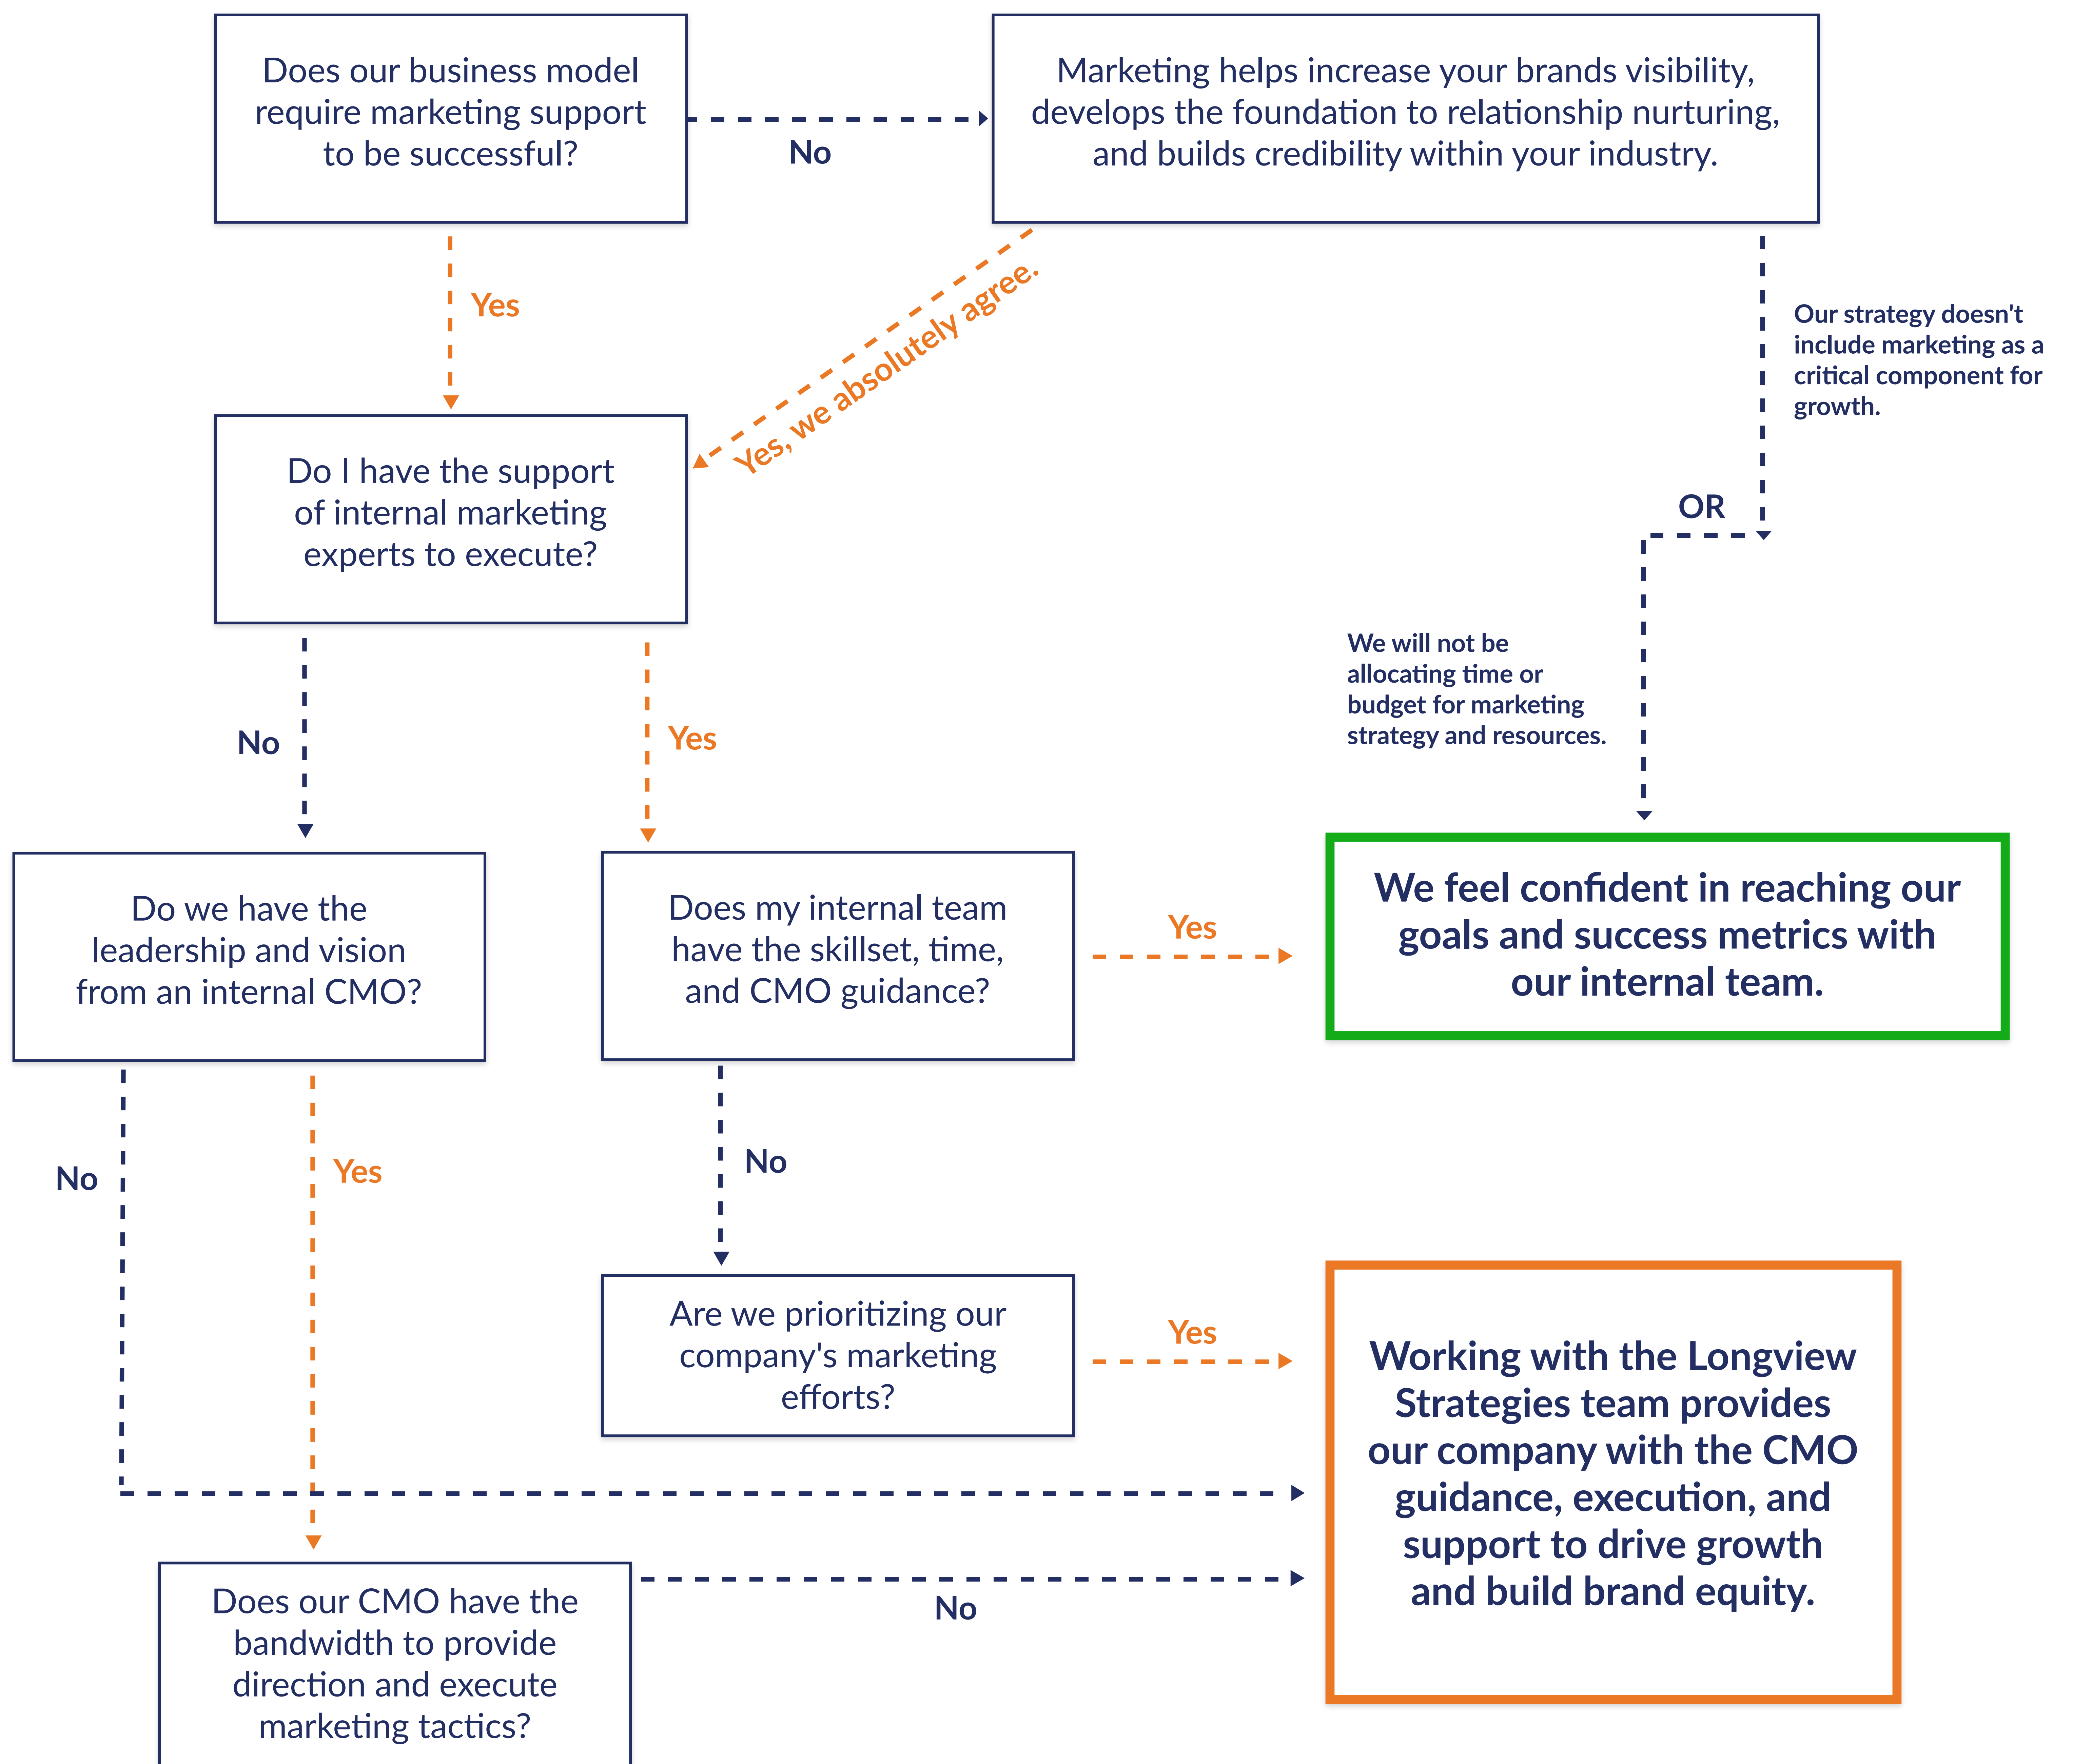 Does our business model
require marketing support
to be successful?
No
Marketing helps increase your brands visibility,
develops the foundation to relationship nurturing,
and builds credibility within your industry.
Yes
Yes, we absolutely agree.
Our strategy doesn't
include marketing as a
critical component for
growth.
OR
Do I have the support
of internal marketing
experts to execute?
We will not be
allocating time or
budget for marketing
strategy and resources.
No
Yes
Do we have the
leadership and vision
from an internal CMO?
Does my internal team
have the skillset, time,
and CMO guidance?
Yes
We feel confident in reaching our
goals and success metrics with
our internal team.
No
Yes
No
Are we prioritizing our
company's marketing
efforts?
Yes
Working with the Longview
Strategies team provides
our company with the CMO
guidance, execution, and
support to drive growth
and build brand equity.
Does our CMO have the
bandwidth to provide
direction and execute
marketing tactics?
No